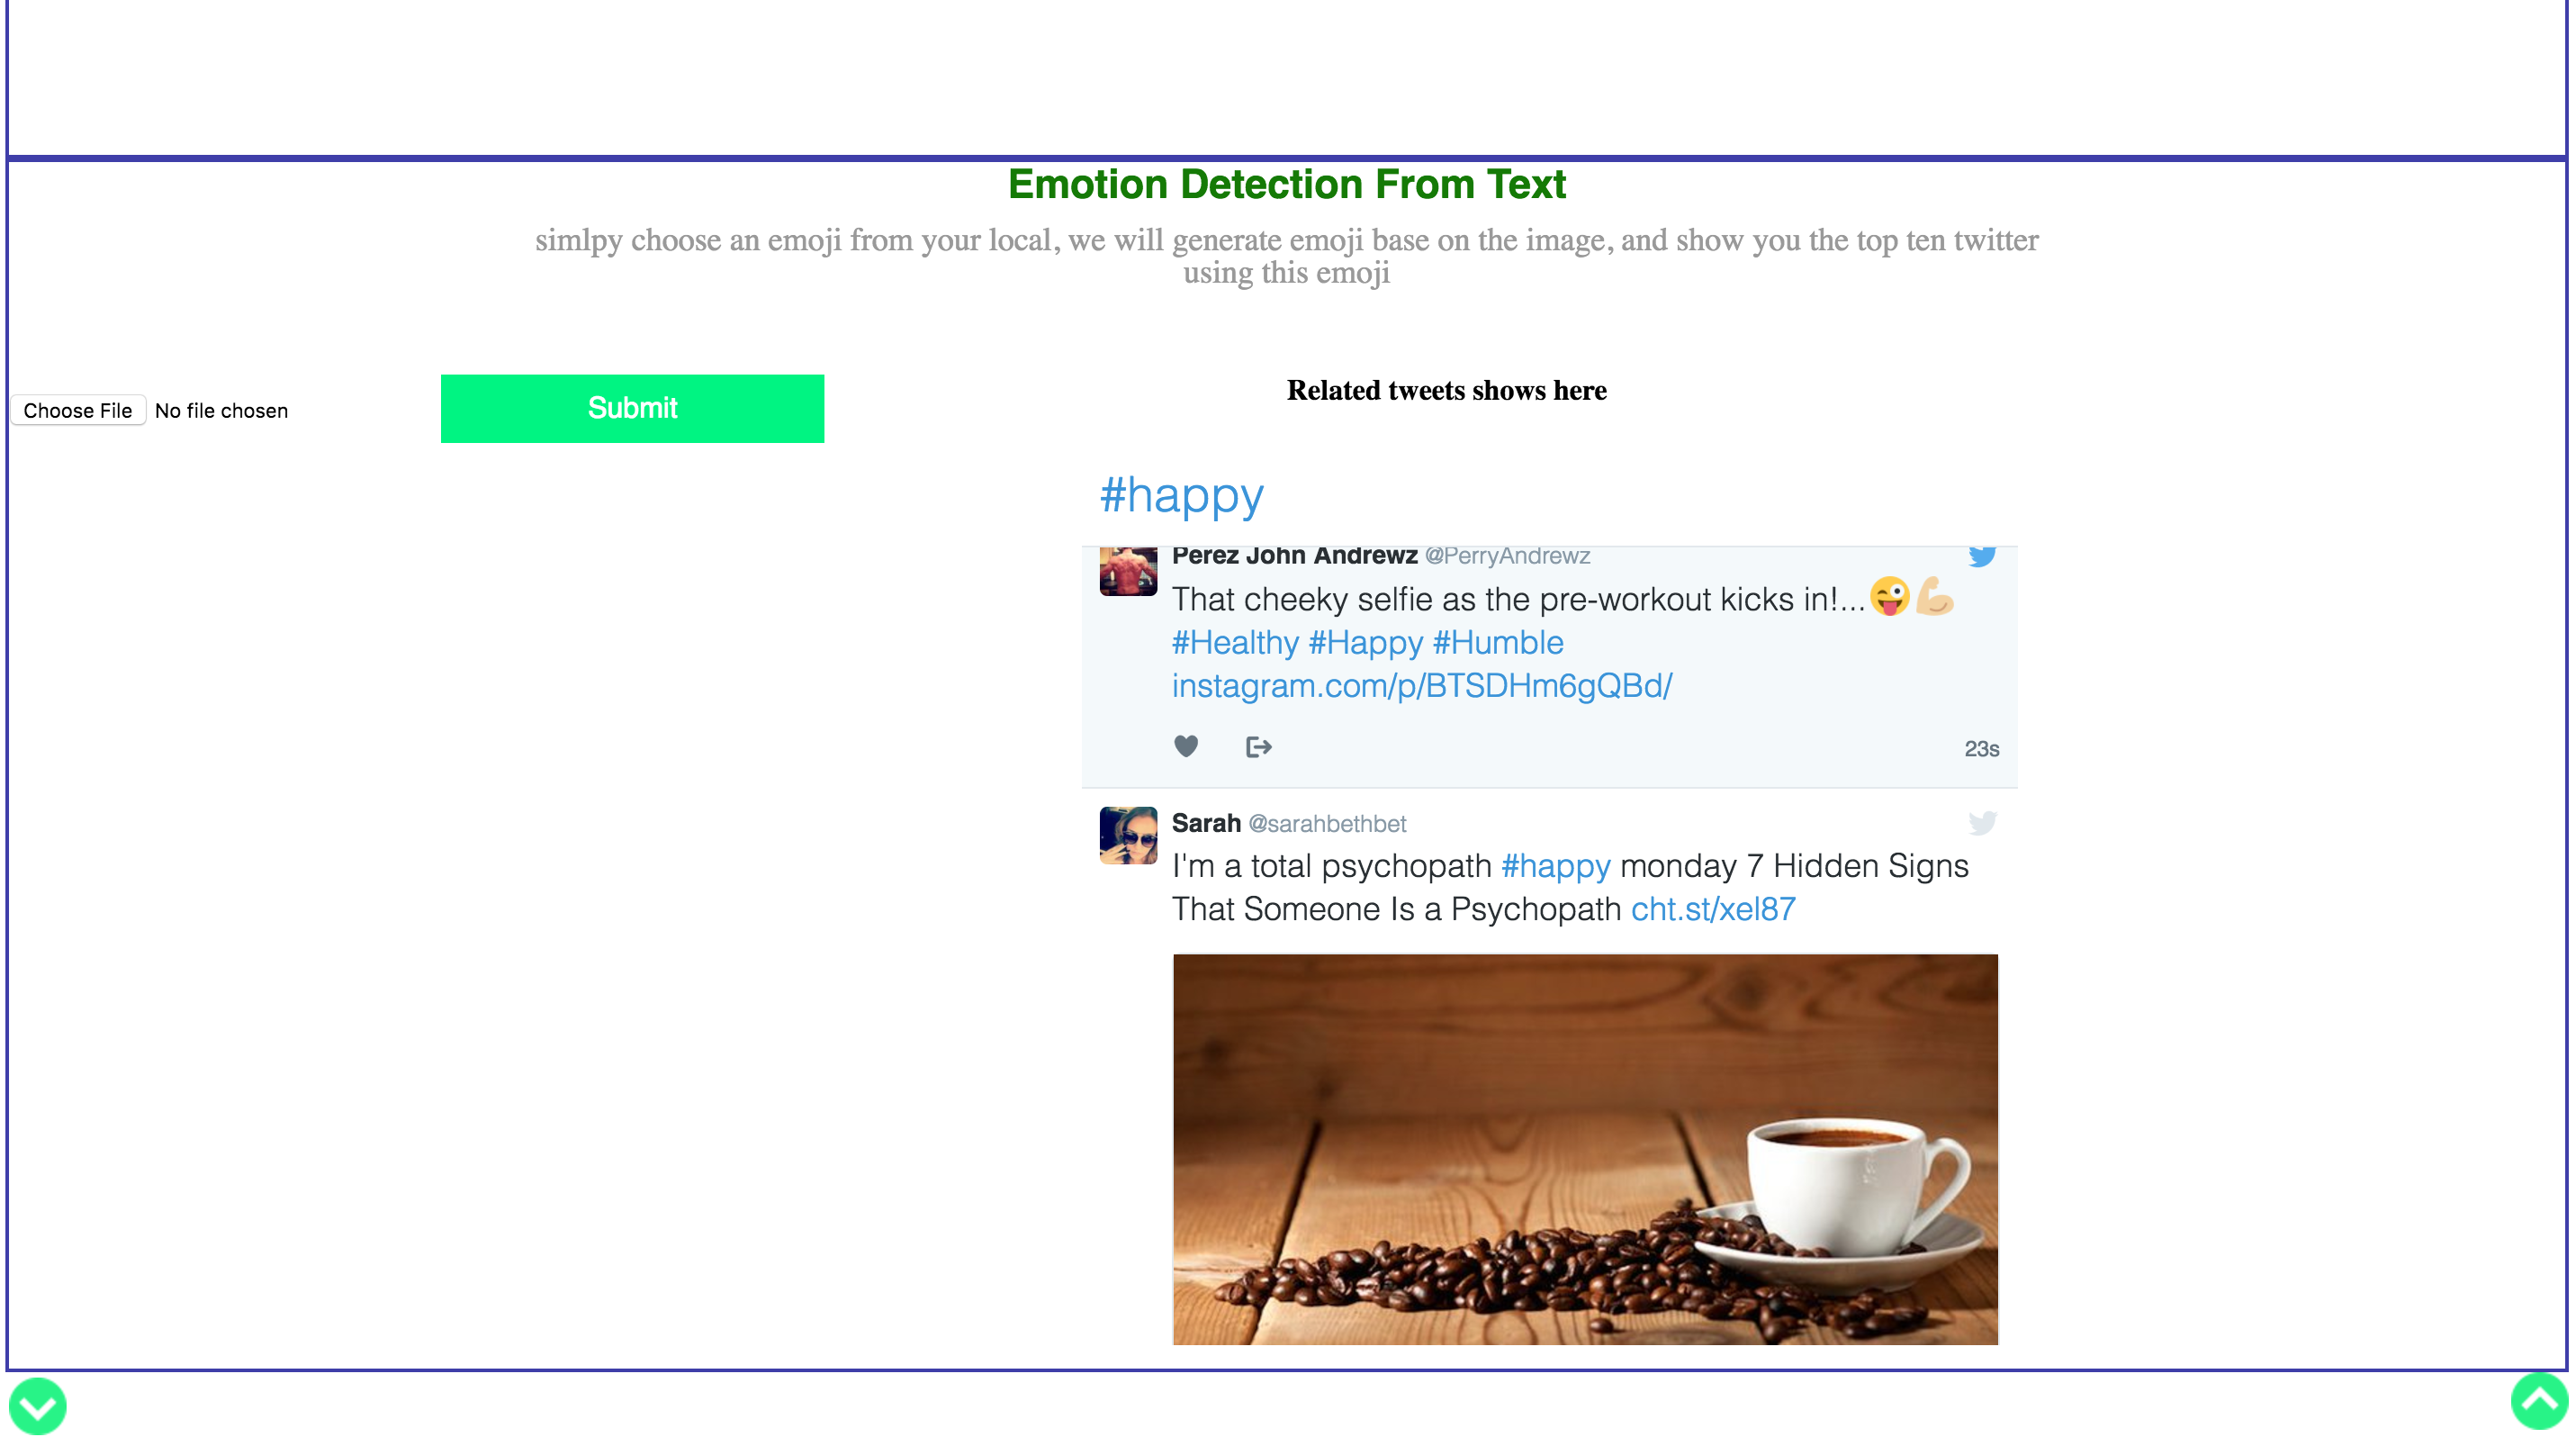 Emotion Detection From Text
simlpy choose an emoji from your local, we will generate emoji base on the image, and show you the top ten twitter
using this emoji
Choose File No file chosen
Submit
Related tweets shows here
#happy
Perez John Andrewz @PerryAndrewz
That cheeky selfie as the pre-workout kicks in!...😜💪🏼
#Healthy #Happy #Humble
instagram.com/p/BTSDHm6gQBd/
23s
Sarah @sarahbethbet
I'm a total psychopath #happy monday 7 Hidden Signs
That Someone Is a Psychopath cht.st/xel87